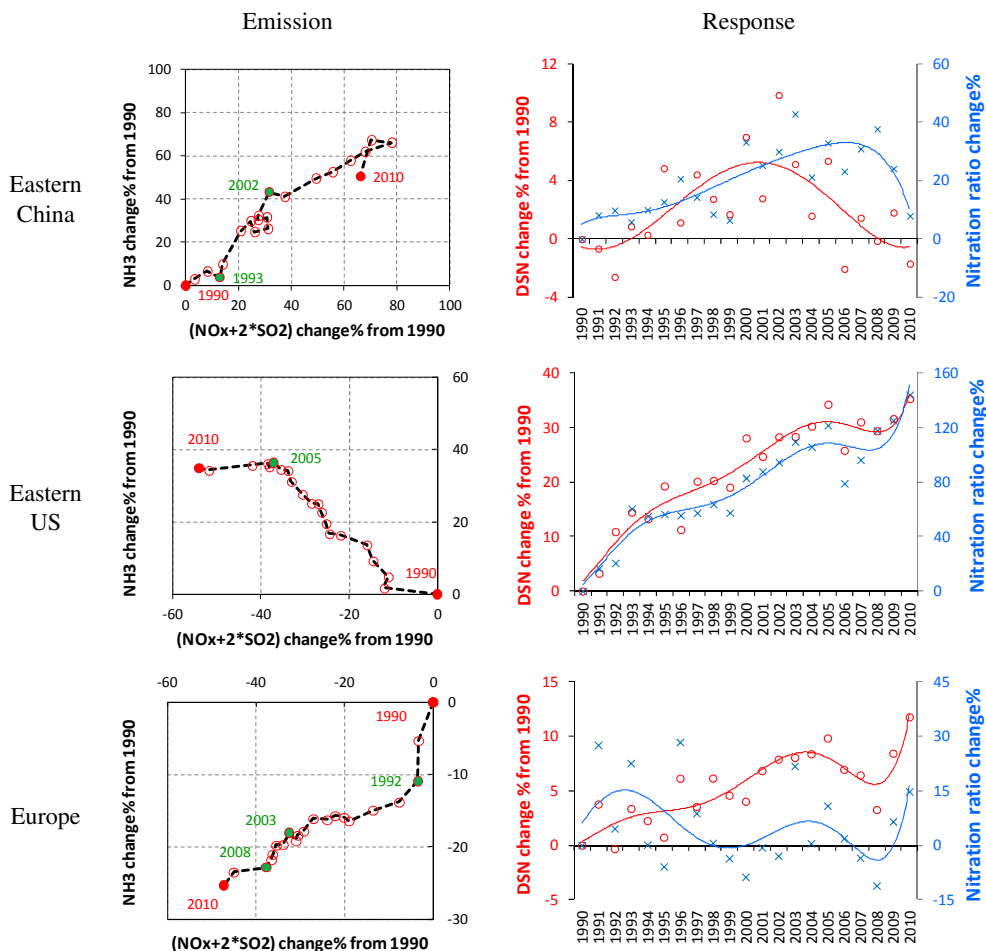 Emission
Response
Eastern
China
NH3 change% from 1990
100
80
60
40
20
0
2002
2010
1993
1990
0 20 40 60 80 100
(NOx+2*SO2) change% from 1990
DSN change % from 1990
12
8
4
0
-4
Nitration ratio change%
60
40
20
0
-20
1990 1991 1992 1993 1994 1995 1996 1997 1998 1999 2000 2001 2002 2003 2004 2005 2006 2007 2008 2009 2010
Eastern
US
NH3 change% from 1990
60
40
20
0
2010
2005
1990
-60 -40 -20 0
(NOx+2*SO2) change% from 1990
DSN change % from 1990
40
30
20
10
0
Nitration ratio change%
160
120
80
40
0
1990 1991 1992 1993 1994 1995 1996 1997 1998 1999 2000 2001 2002 2003 2004 2005 2006 2007 2008 2009 2010
Europe
NH3 change% from 1990
-60 -40 -20 0
0
-10
-20
-30
1990
1992
2003
2008
2010
(NOx+2*SO2) change% from 1990
DSN change % from 1990
15
10
5
0
-5
Nitration ratio change%
45
30
15
0
-15
1990 1991 1992 1993 1994 1995 1996 1997 1998 1999 2000 2001 2002 2003 2004 2005 2006 2007 2008 2009 2010